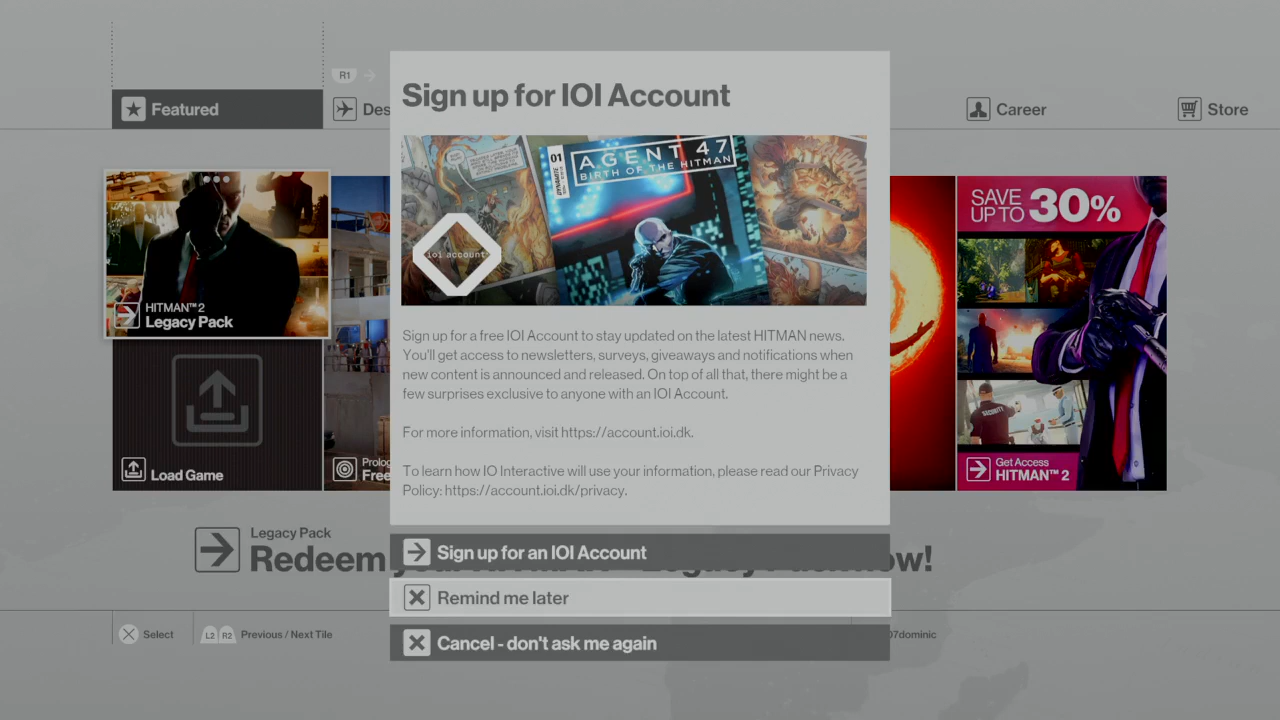 R1
Featured
Des
Career
Store
Sign up for IOI Account
01
AGENT 47
BIRTH OF THE HITMAN
ioi account
SAVE
UP TO 30%
HITMAN™ 2
Legacy Pack
Sign up for a free IOI Account to stay updated on the latest HITMAN news.
You'll get access to newsletters, surveys, giveaways and notifications when
new content is announced and released. On top of all that, there might be a
few surprises exclusive to anyone with an IOI Account.
For more information, visit https://account.ioi.dk.
To learn how IO Interactive will use your information, please read our Privacy
Policy: https://account.ioi.dk/privacy.
SECURITY
Load Game
Prolog
Free
Get Access
HITMAN™ 2
Legacy Pack
Redeem
ow!
Sign up for an IOI Account
Remind me later
Cancel - don't ask me again
Select
L2 R2 Previous / Next Tile
07dominic